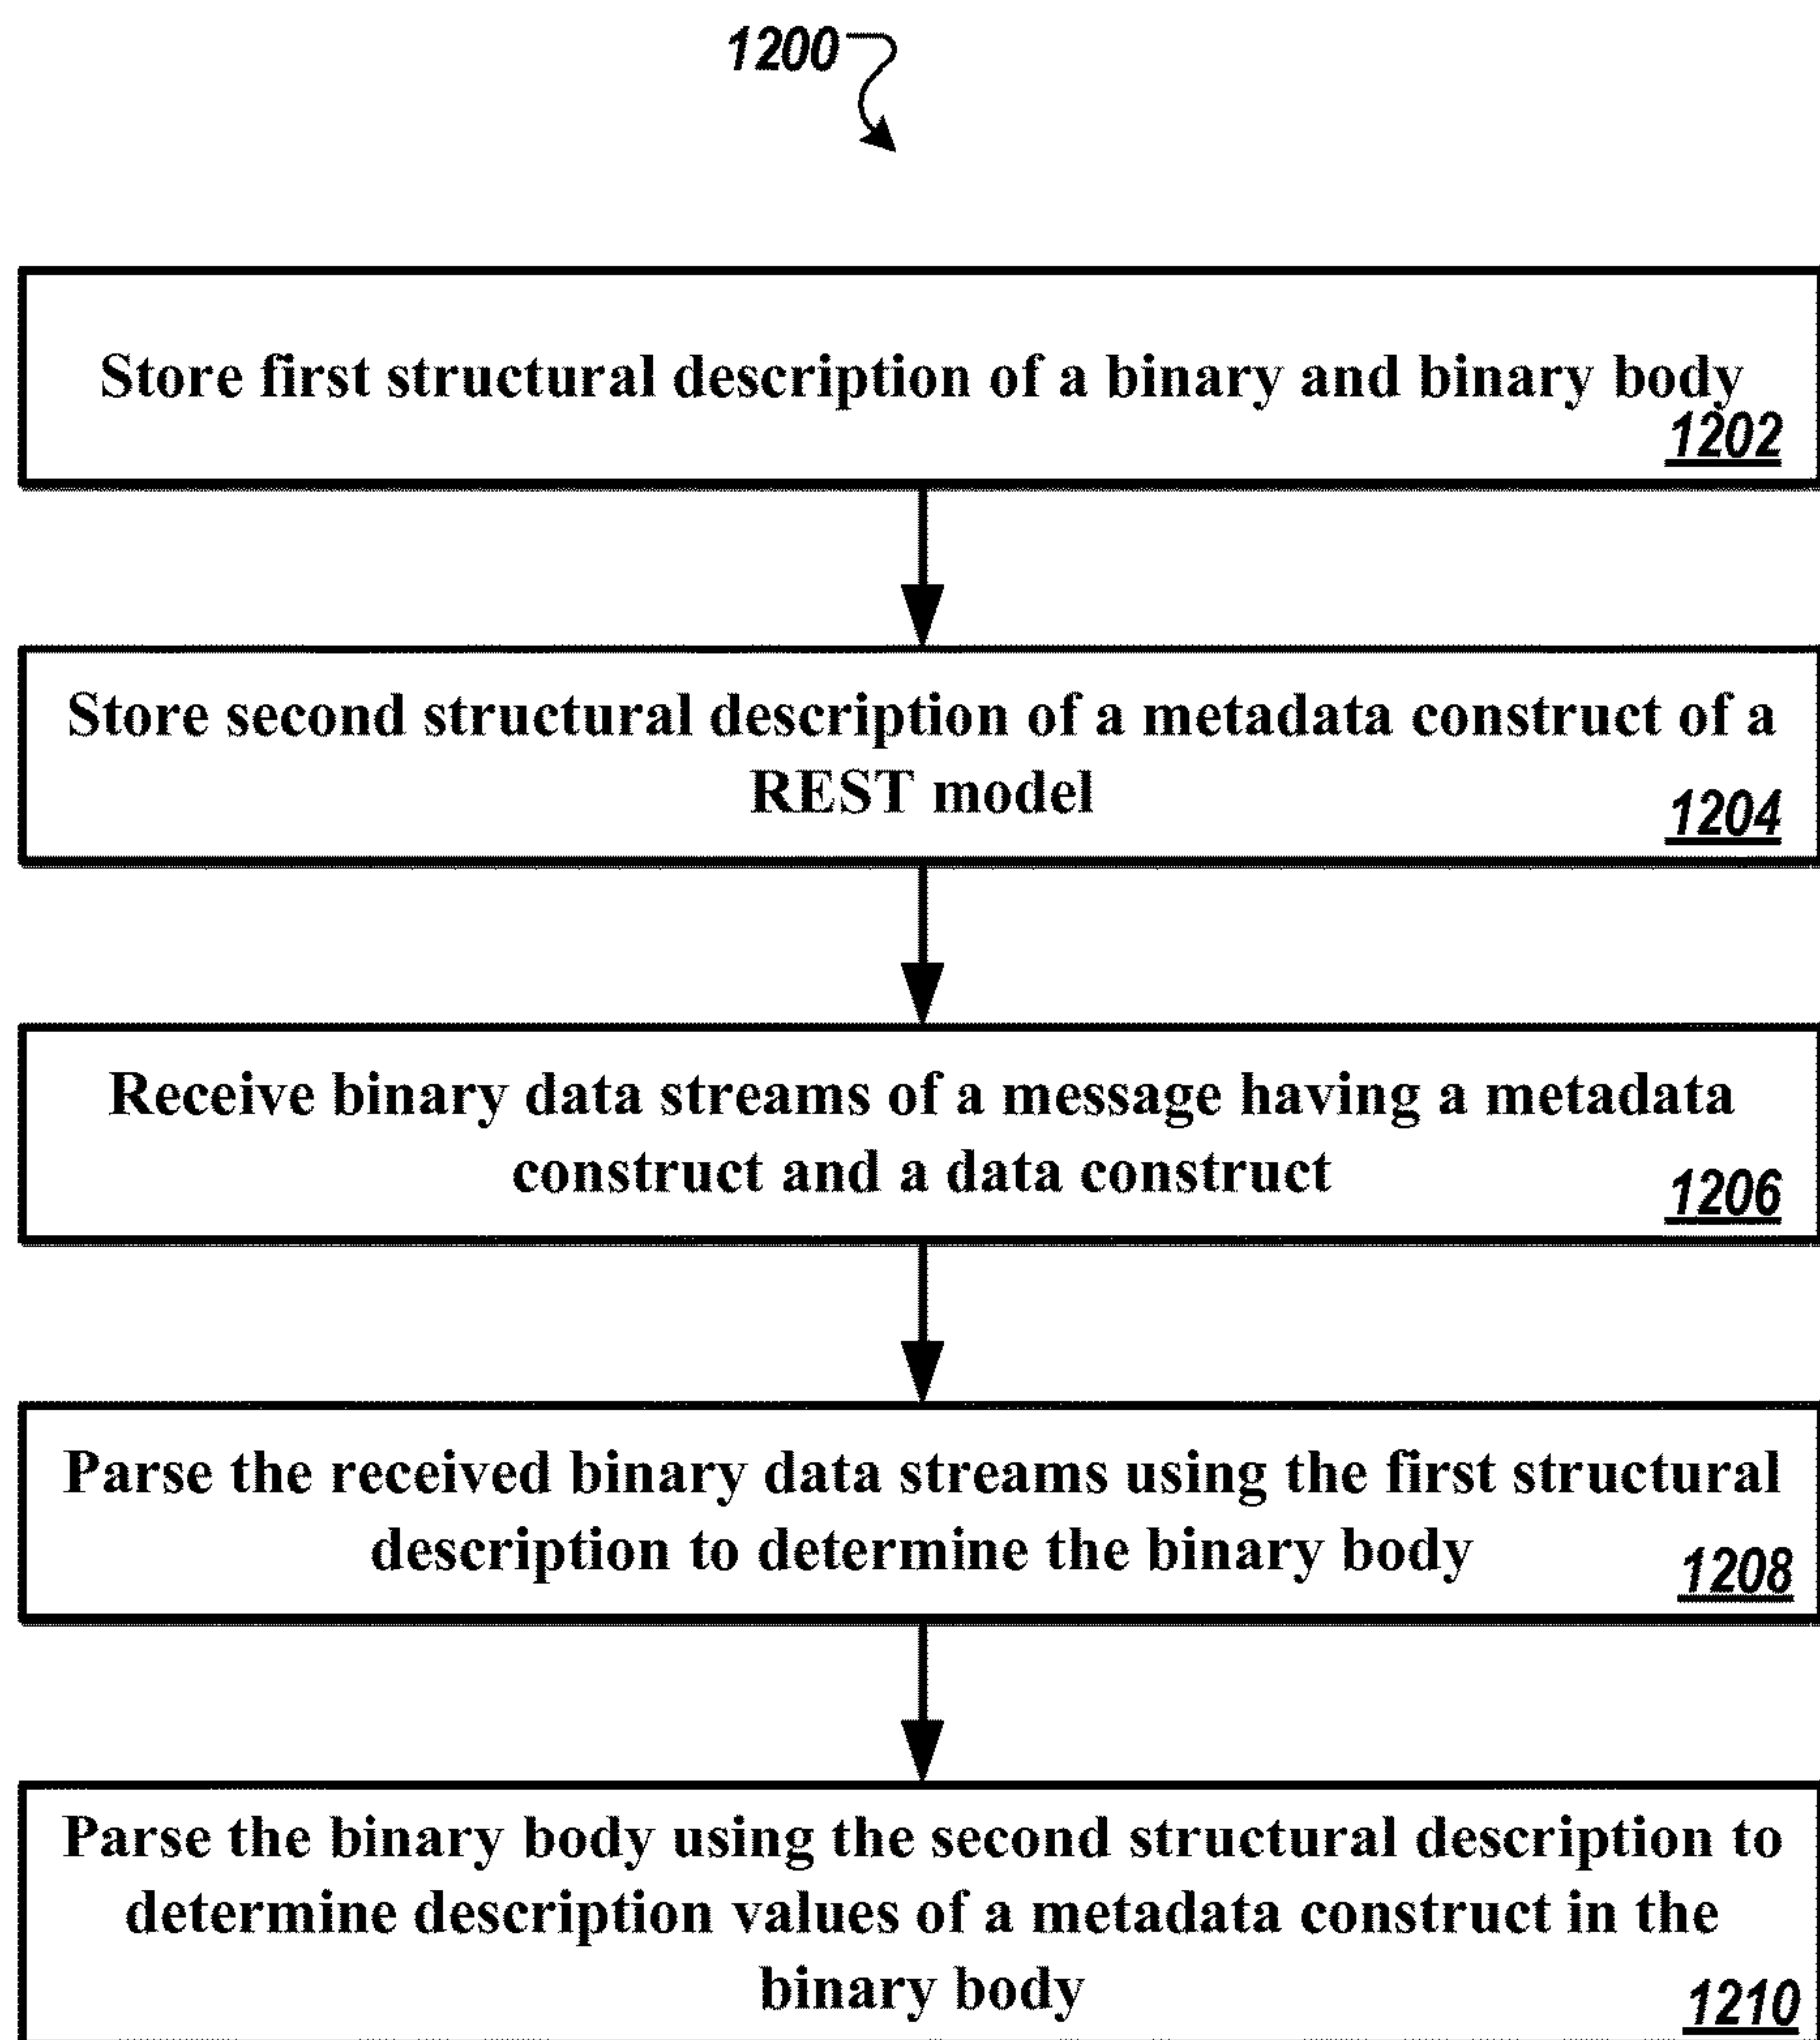 1200
Store first structural description of a binary and binary body
1202
Store second structural description of a metadata construct of a
REST model
1204
Receive binary data streams of a message having a metadata
construct and a data construct
1206
Parse the received binary data streams using the first structural
description to determine the binary body
1208
Parse the binary body using the second structural description to
determine description values of a metadata construct in the
binary body
1210